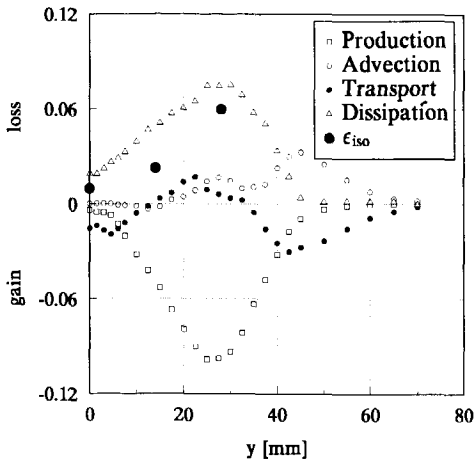 0.12
0.06
0
-0.06
-0.12
loss
gain
Production
Advection
Transport
Dissipation
ϵiso
0
20
40
60
80
y [mm]